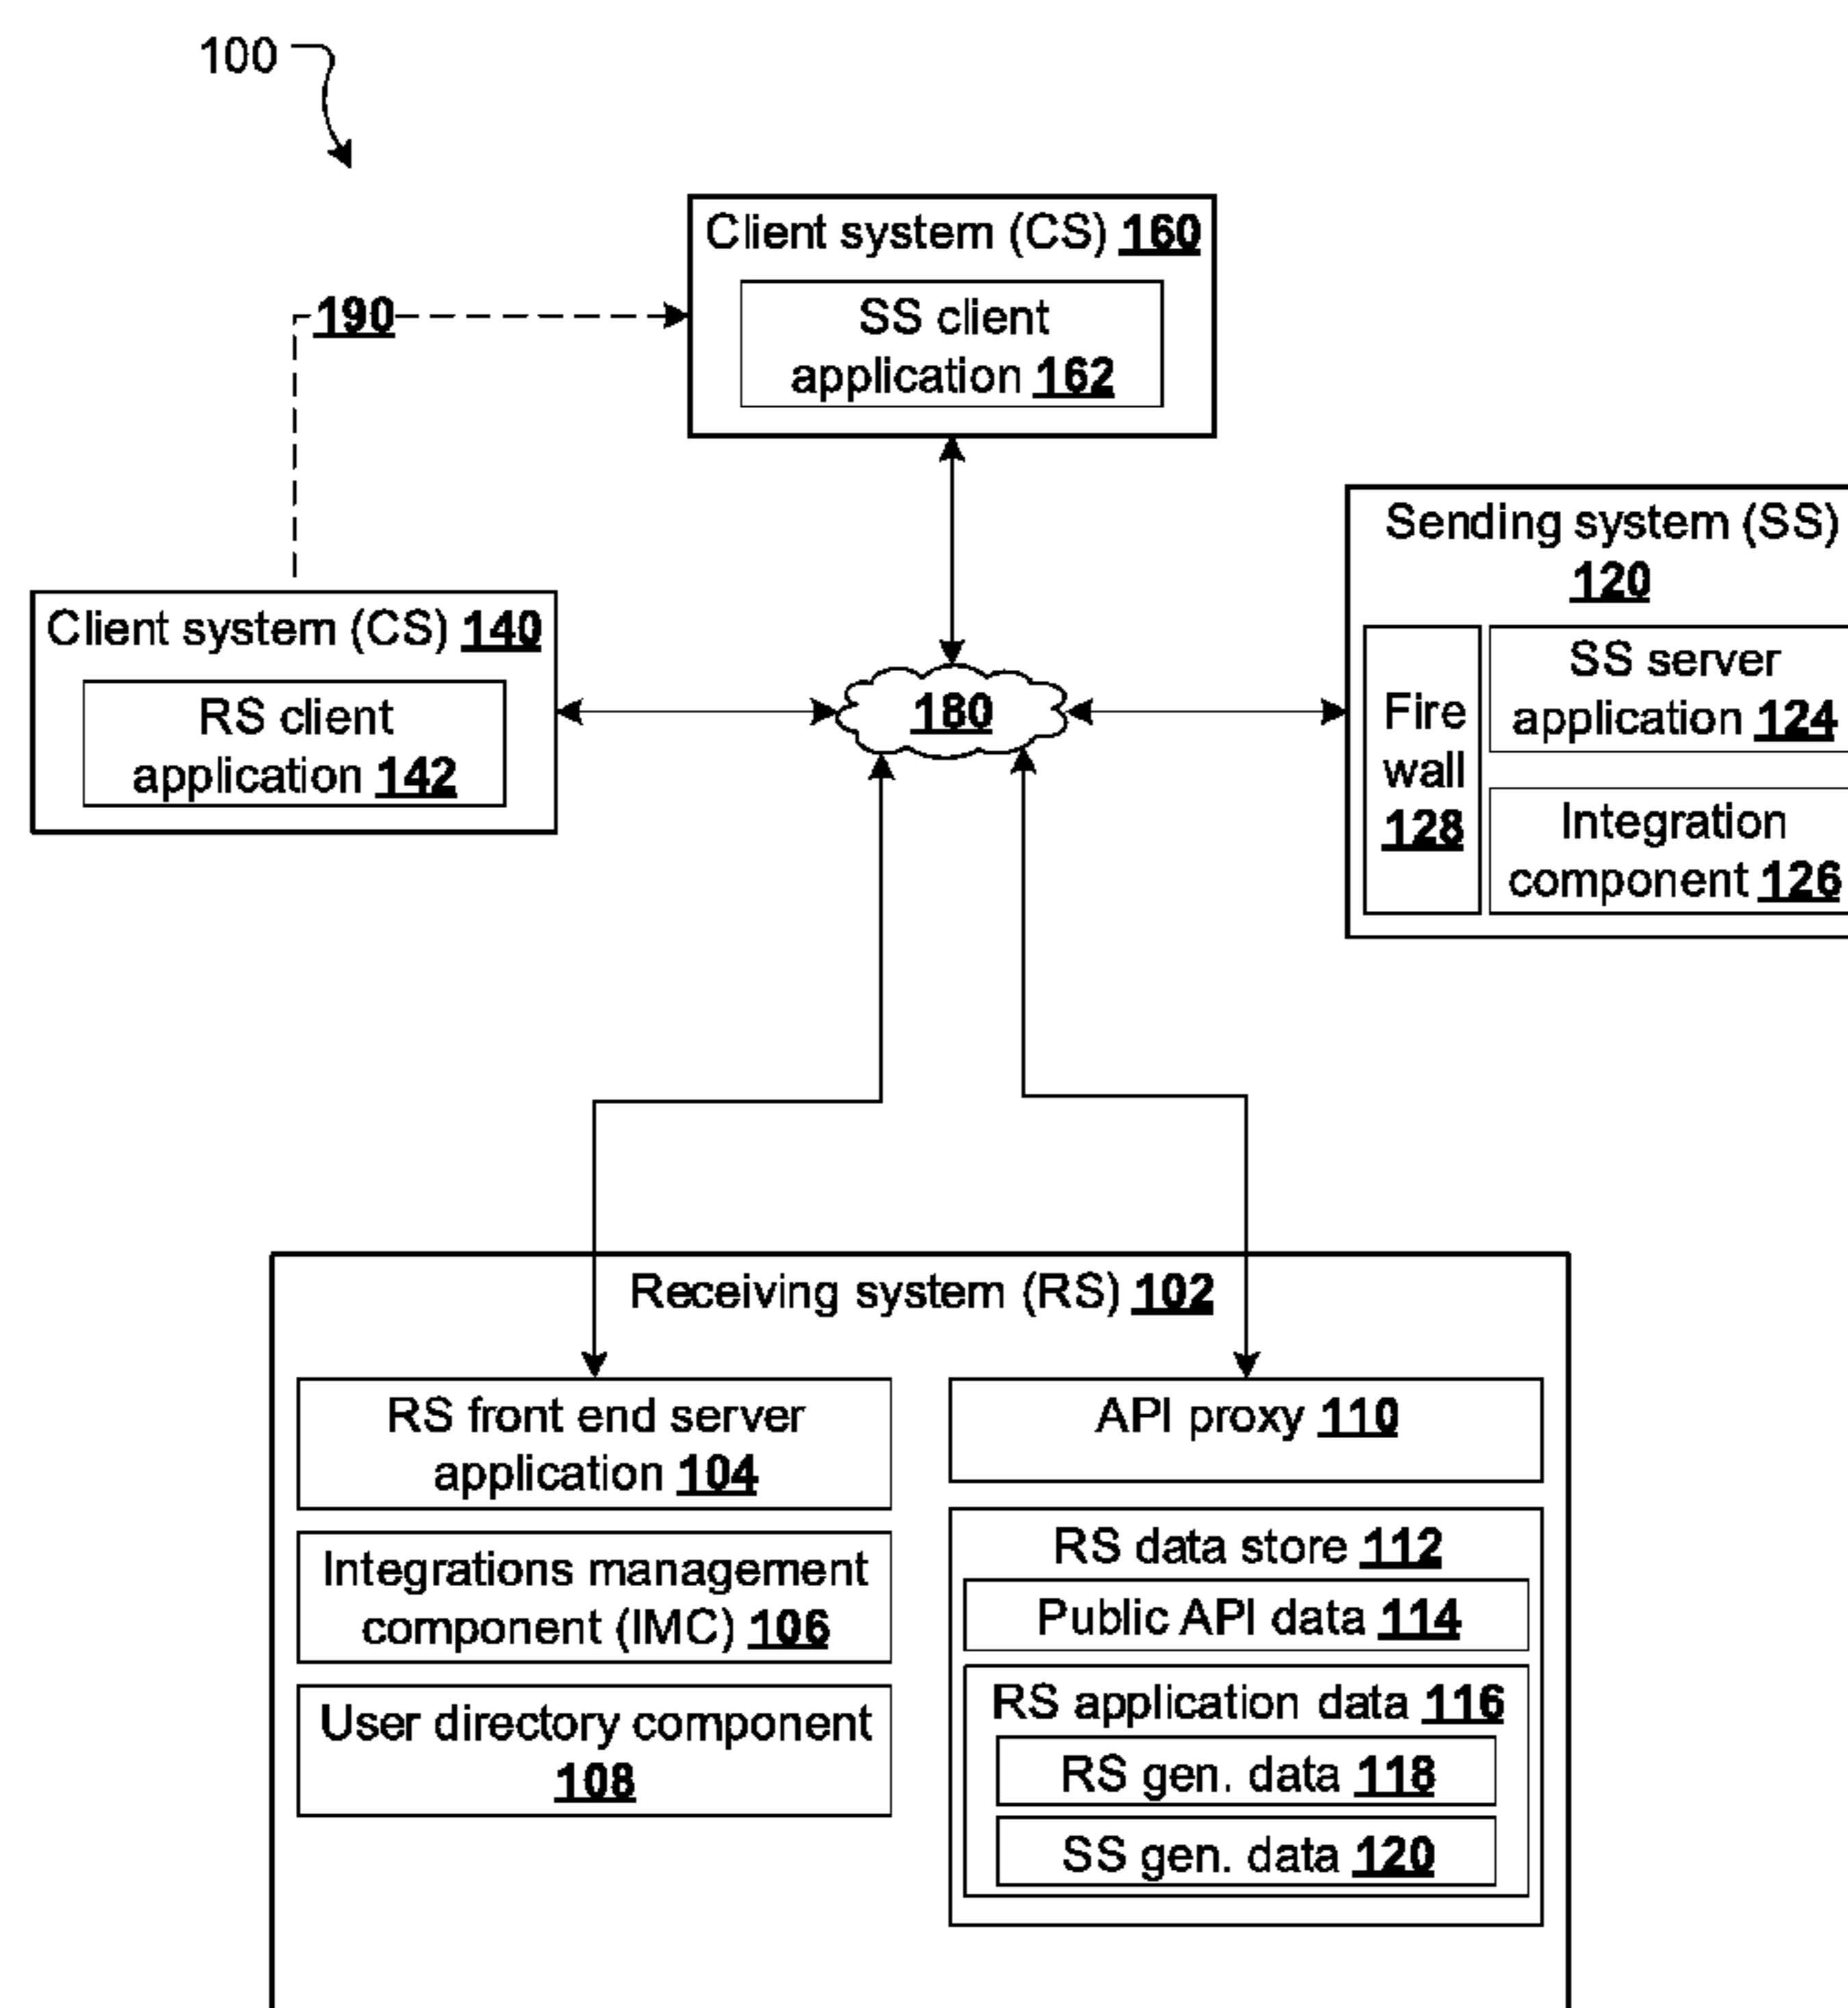 100
Client system (CS) 160
SS client
application 162
190
Sending system (SS)
120
Fire
wall
128
SS server
application 124
Integration
component 126
Client system (CS) 140
RS client
application 142
180
Receiving system (RS) 102
RS front end server
application 104
Integrations management
component (IMC) 106
User directory component
108
API proxy 110
RS data store 112
Public API data 114
RS application data 116
RS gen. data 118
SS gen. data 120